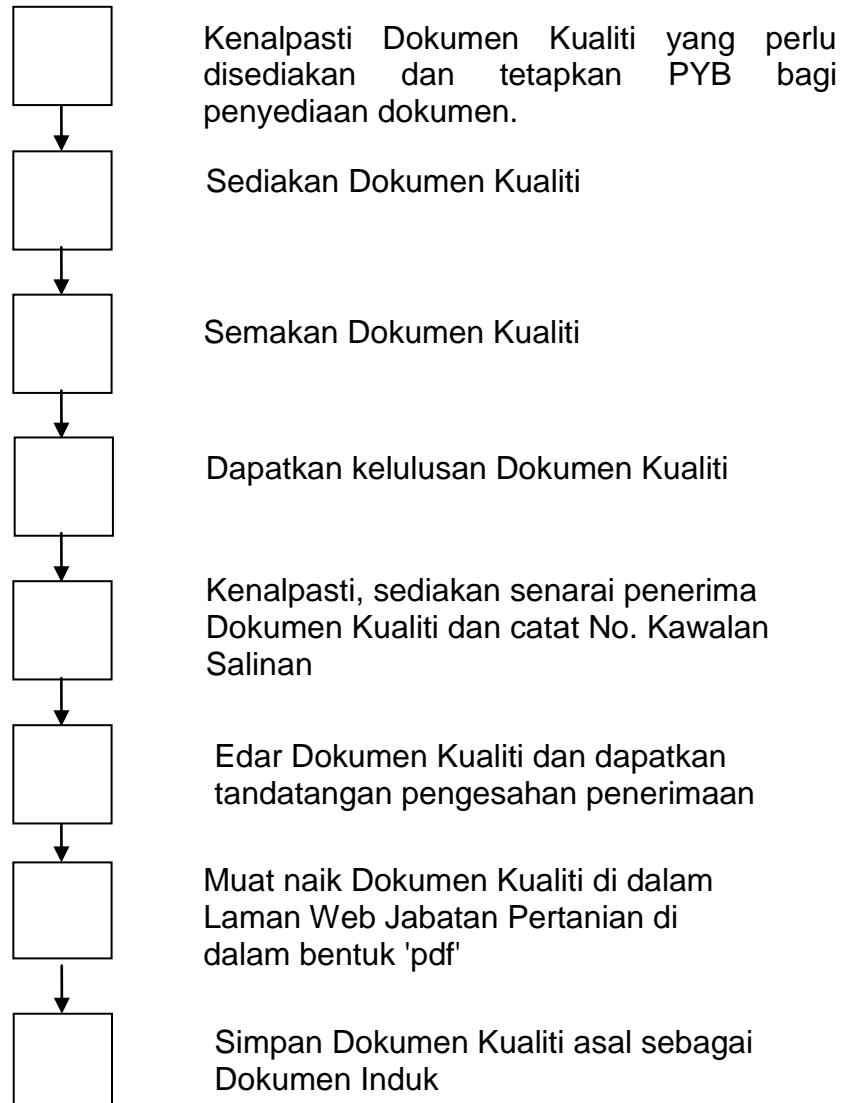 Kenalpasti Dokumen Kualiti yang perlu
disediakan dan tetapkan PYB bagi
penyediaan dokumen.
Sediakan Dokumen Kualiti
Semakan Dokumen Kualiti
Dapatkan kelulusan Dokumen Kualiti
Kenalpasti, sediakan senarai penerima
Dokumen Kualiti dan catat No. Kawalan
Salinan
Edar Dokumen Kualiti dan dapatkan
tandatangan pengesahan penerimaan
Muat naik Dokumen Kualiti di dalam
Laman Web Jabatan Pertanian di
dalam bentuk 'pdf'
Simpan Dokumen Kualiti asal sebagai
Dokumen Induk